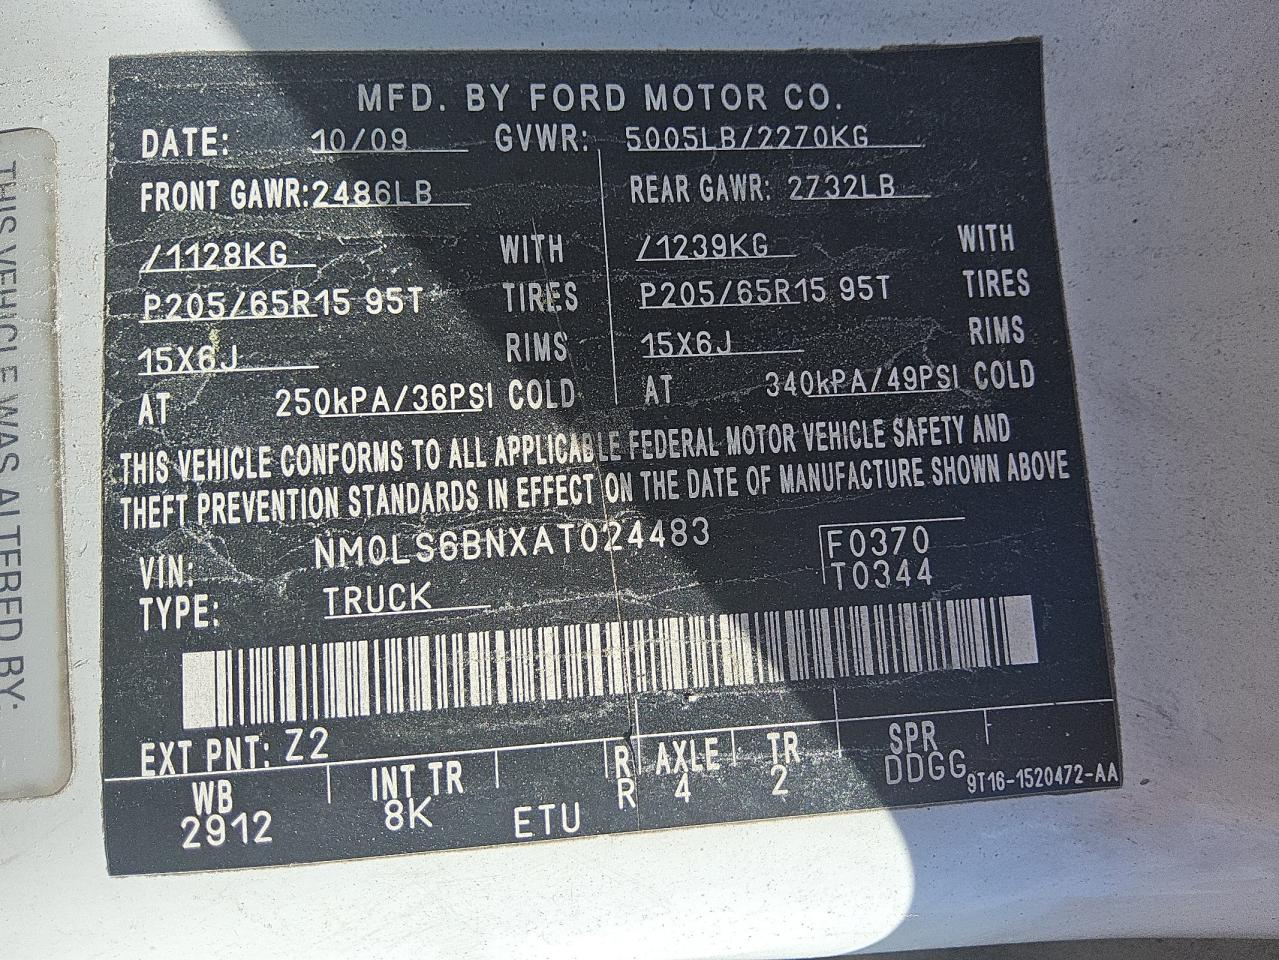 MFD. BY FORD MOTOR CO.
DATE: 10/09 GVWR: 5005LB/2270KG
FRONT GAWR:2486LB REAR GAWR: 2732LB
/1128KG WITH /1239KG WITH
P205/65R15 95T TIRES P205/65R15 95T TIRES
15X6J RIMS 15X6J RIMS
AT 250kPA/36PSI COLD AT 340kPA/49PSI COLD
THIS VEHICLE CONFORMS TO ALL APPLICABLE FEDERAL MOTOR VEHICLE SAFETY AND
THEFT PREVENTION STANDARDS IN EFFECT ON THE DATE OF MANUFACTURE SHOWN ABOVE
VIN: NM0LS6BNXAT024483 F0370
TYPE: TRUCK T0344
EXT PNT: Z2
WB INT TR R AXLE TR SPR
2912 8K ETU R 4 2 DDGG 9T16-1520472-AA
THIS VEHICLE WAS ALTERED BY: